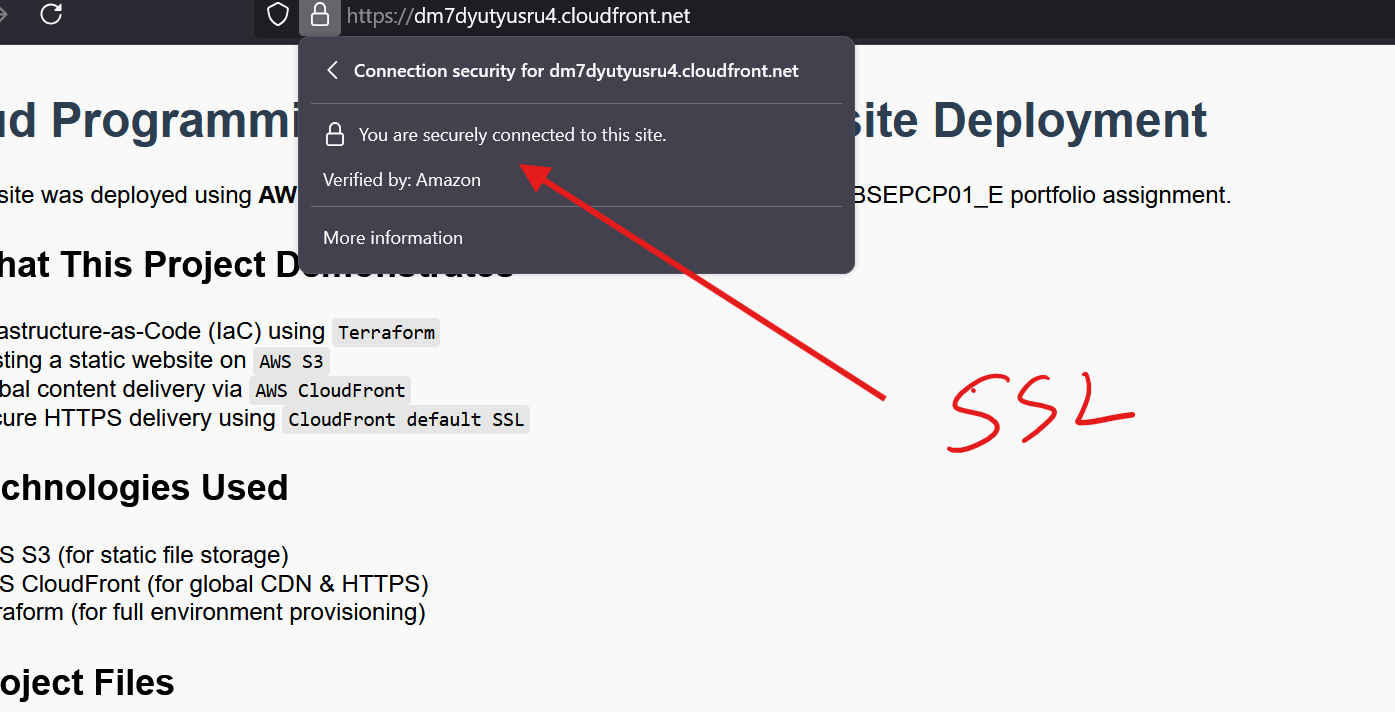 https://dm7dyutyusru4.cloudfront.net
Connection security for dm7dyutyusru4.cloudfront.net
You are securely connected to this site.
Verified by: Amazon
More information
ud Programmi site Deployment
site was deployed using AW BSEPCP01_E portfolio assignment.
hat This Project Demonstrates
rastructure-as-Code (IaC) using Terraform
sting a static website on AWS S3
bal content delivery via AWS CloudFront
cure HTTPS delivery using CloudFront default SSL
SSL
chnologies Used
S S3 (for static file storage)
S CloudFront (for global CDN & HTTPS)
raform (for full environment provisioning)
oject Files